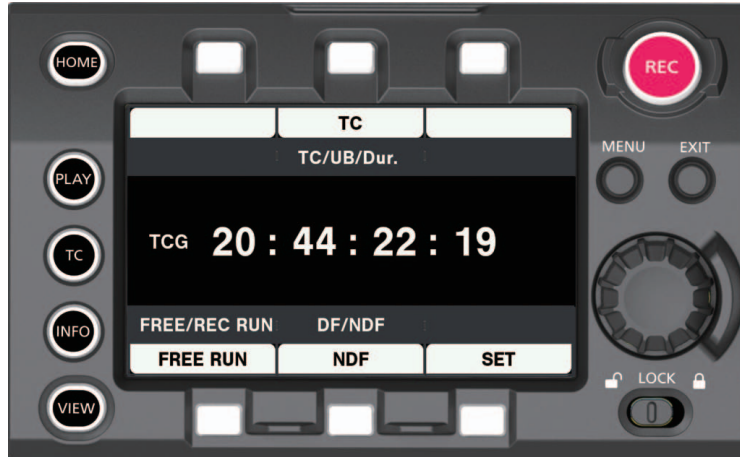 HOME
REC
TC
MENU EXIT
TC/UB/Dur.
PLAY
TCG 20 : 44 : 22 : 19
TC
INFO
FREE/REC RUN DF/NDF
FREE RUN NDF SET
LOCK
VIEW